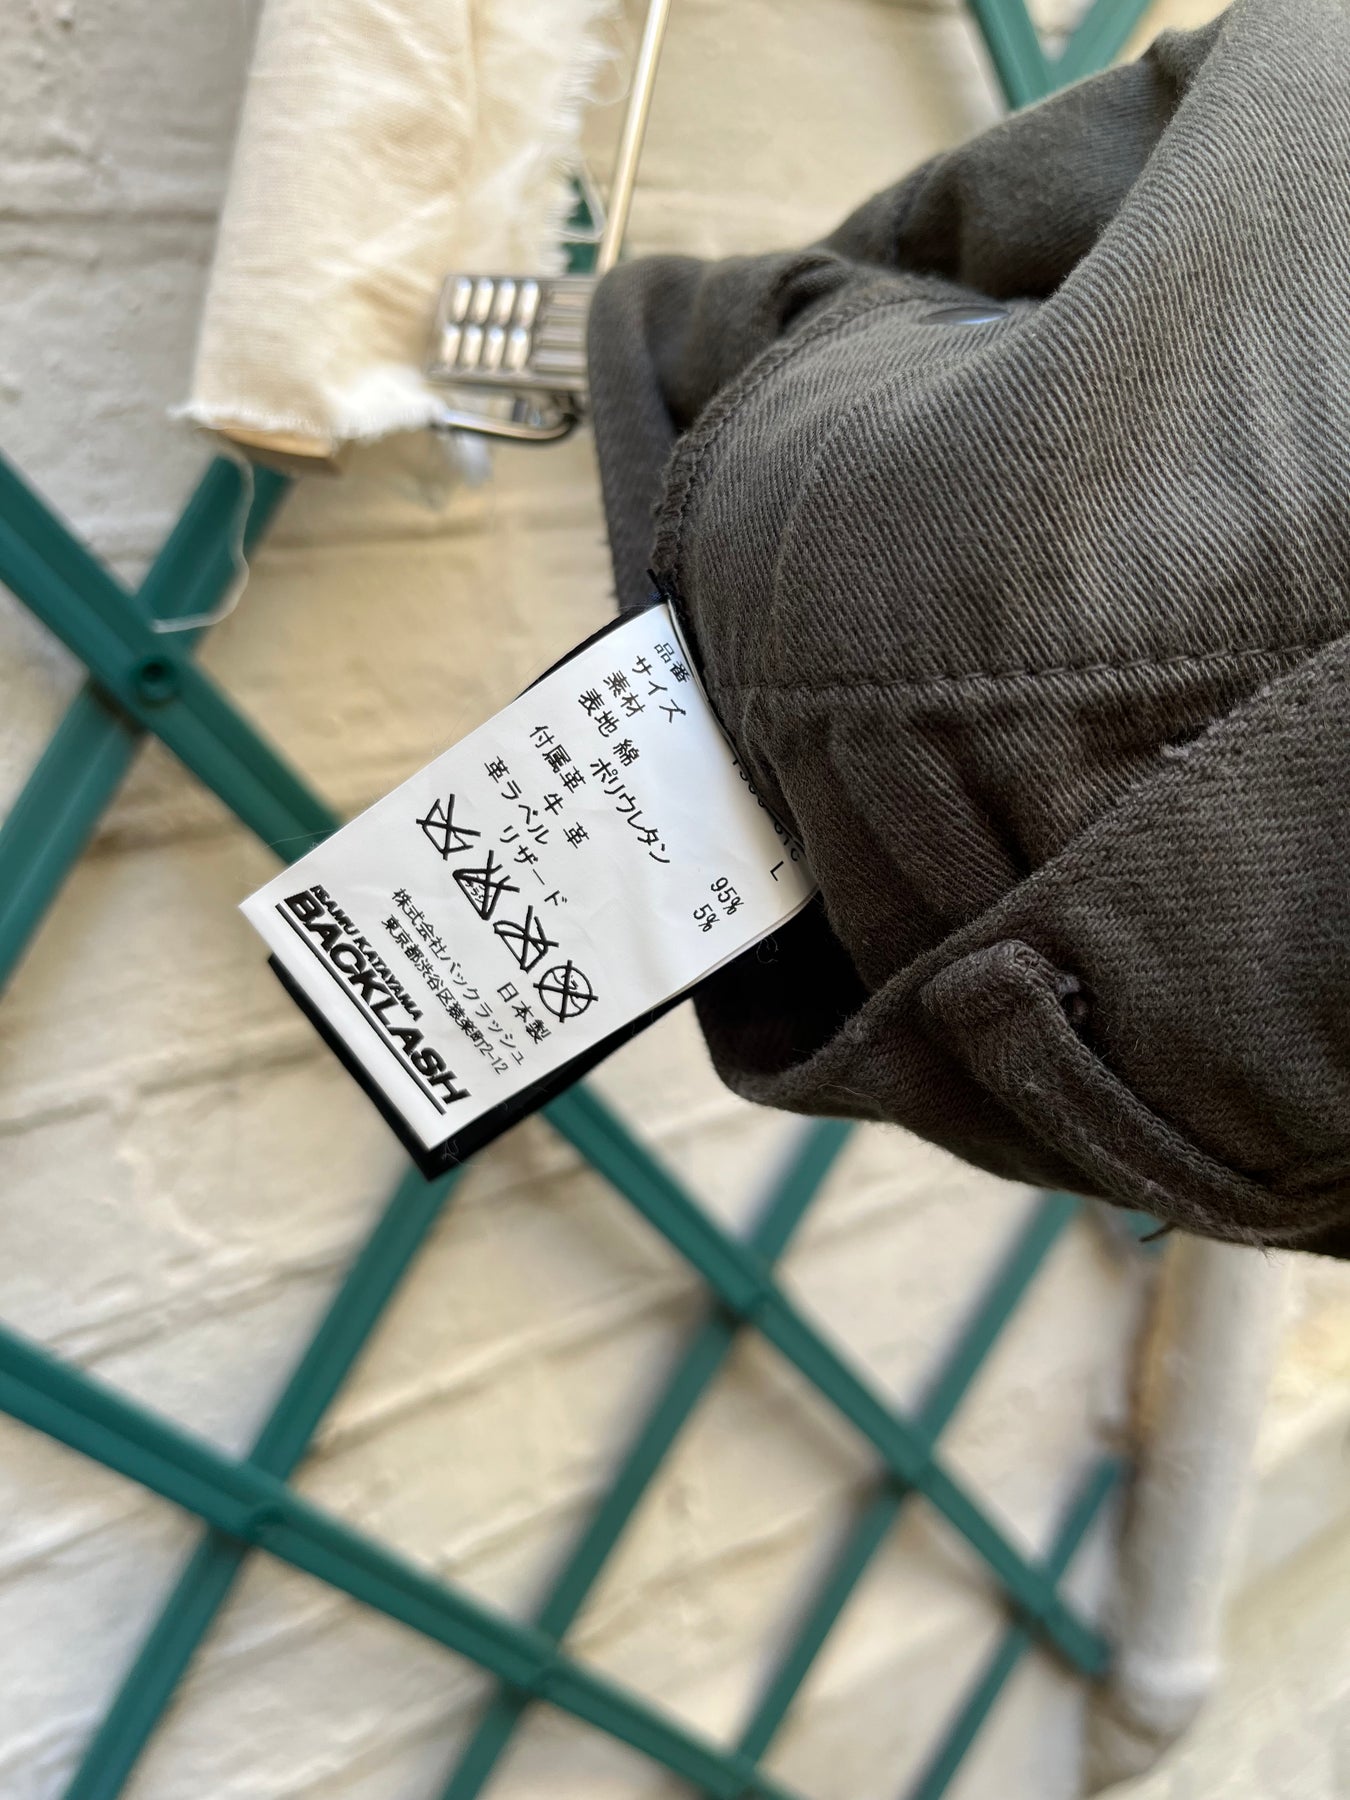 品番
サイズ L
素材
表地 綿 95%
ポリウレタン 5%
付属革 牛革
革ラベル リザード
日本製
株式会社バックラッシュ
東京都渋谷区猿楽町2-12
ISAMU KATAYAMA
BACKLASH